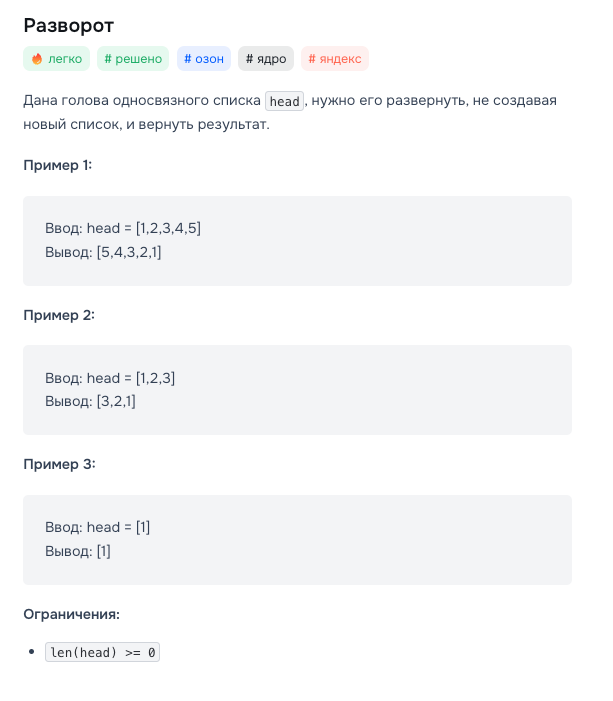 Разворот
🔥 легко # решено # озон # ядро # яндекс
Дана голова односвязного списка head, нужно его развернуть, не создавая
новый список, и вернуть результат.
Пример 1:
Ввод: head = [1,2,3,4,5]
Вывод: [5,4,3,2,1]
Пример 2:
Ввод: head = [1,2,3]
Вывод: [3,2,1]
Пример 3:
Ввод: head = [1]
Вывод: [1]
Ограничения:
• len(head) >= 0